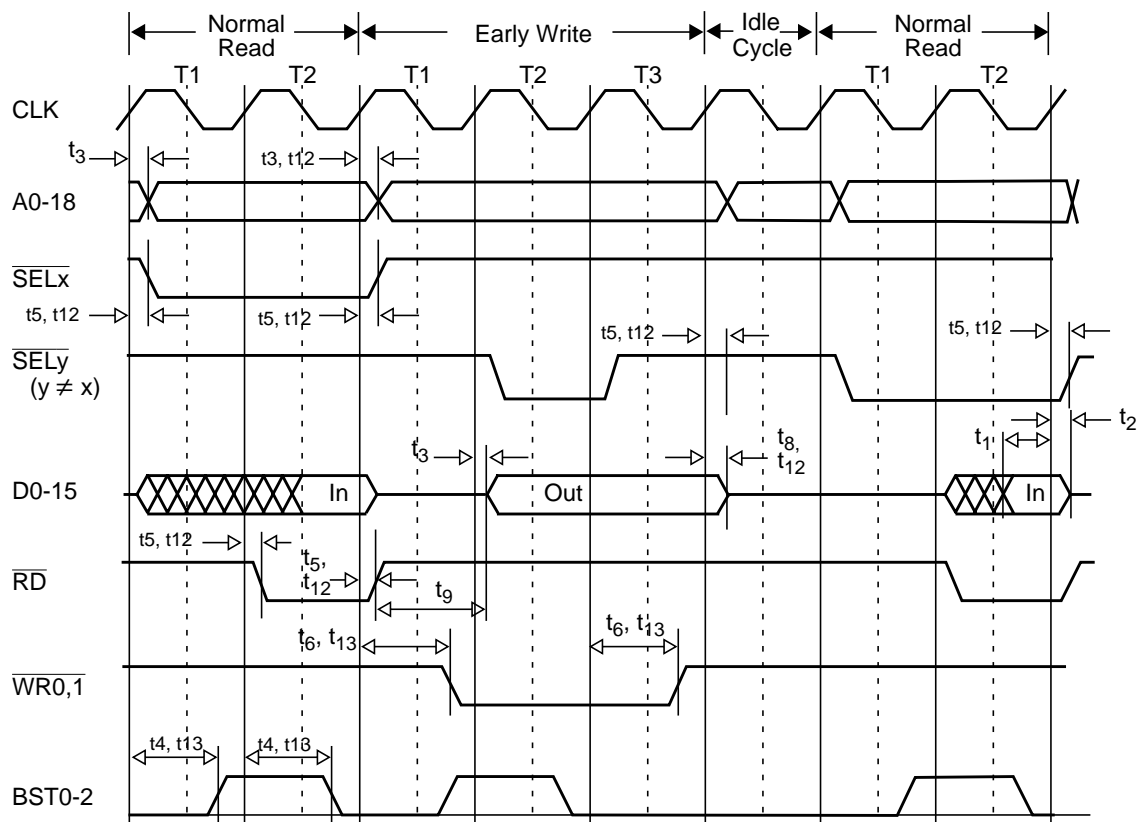 Normal
Read
Early Write
Idle
Cycle
Normal
Read
T1
T2
T1
T2
T3
T1
T2
CLK
t3
t3, t12
A0-18
SELx
t5, t12
t5, t12
t5, t12
t5, t12
SELy
(y ≠ x)
t3
t8,
t12
t1
t2
D0-15
In
Out
In
t5, t12
t5,
t12
RD
t9
t6, t13
t6, t13
WR0,1
t4, t13
t4, t13
BST0-2